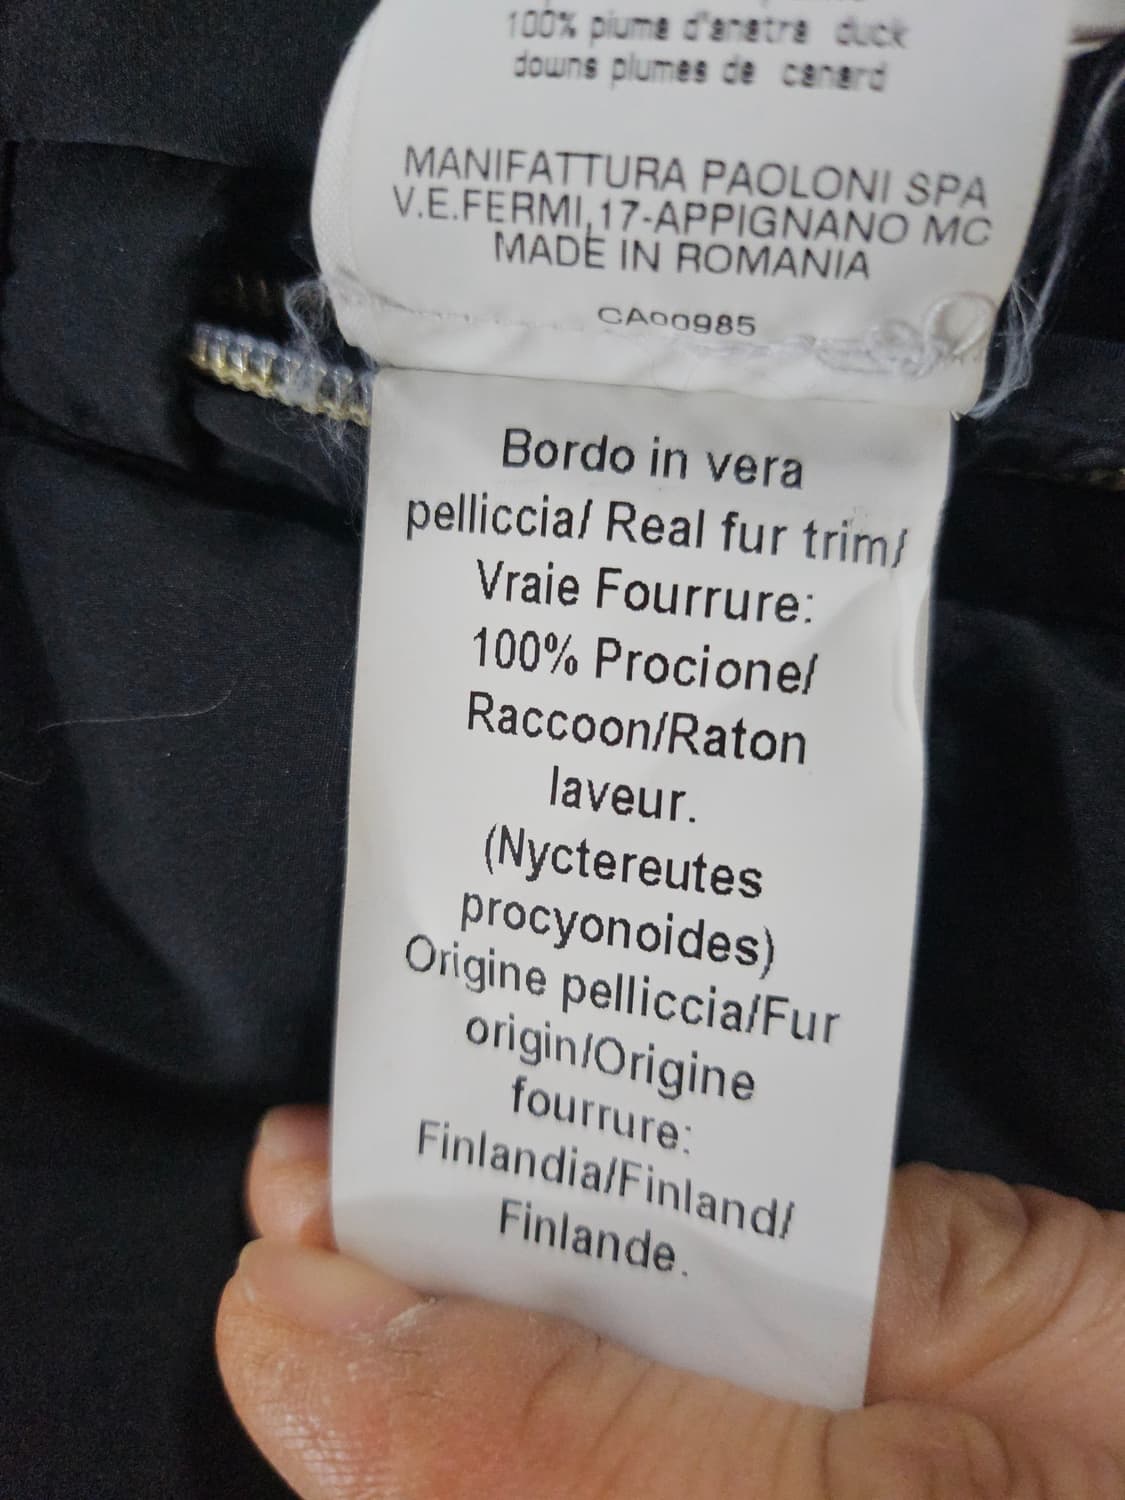 100% piume d'anatra duck
downs plumes de canard
MANIFATTURA PAOLONI SPA
V.E.FERMI,17-APPIGNANO MC
MADE IN ROMANIA
CA00985
Bordo in vera
pelliccia/ Real fur trim/
Vraie Fourrure:
100% Procione/
Raccoon/Raton
laveur.
(Nyctereutes
procyonoides)
Origine pelliccia/Fur
origin/Origine
fourrure:
Finlandia/Finland/
Finlande.